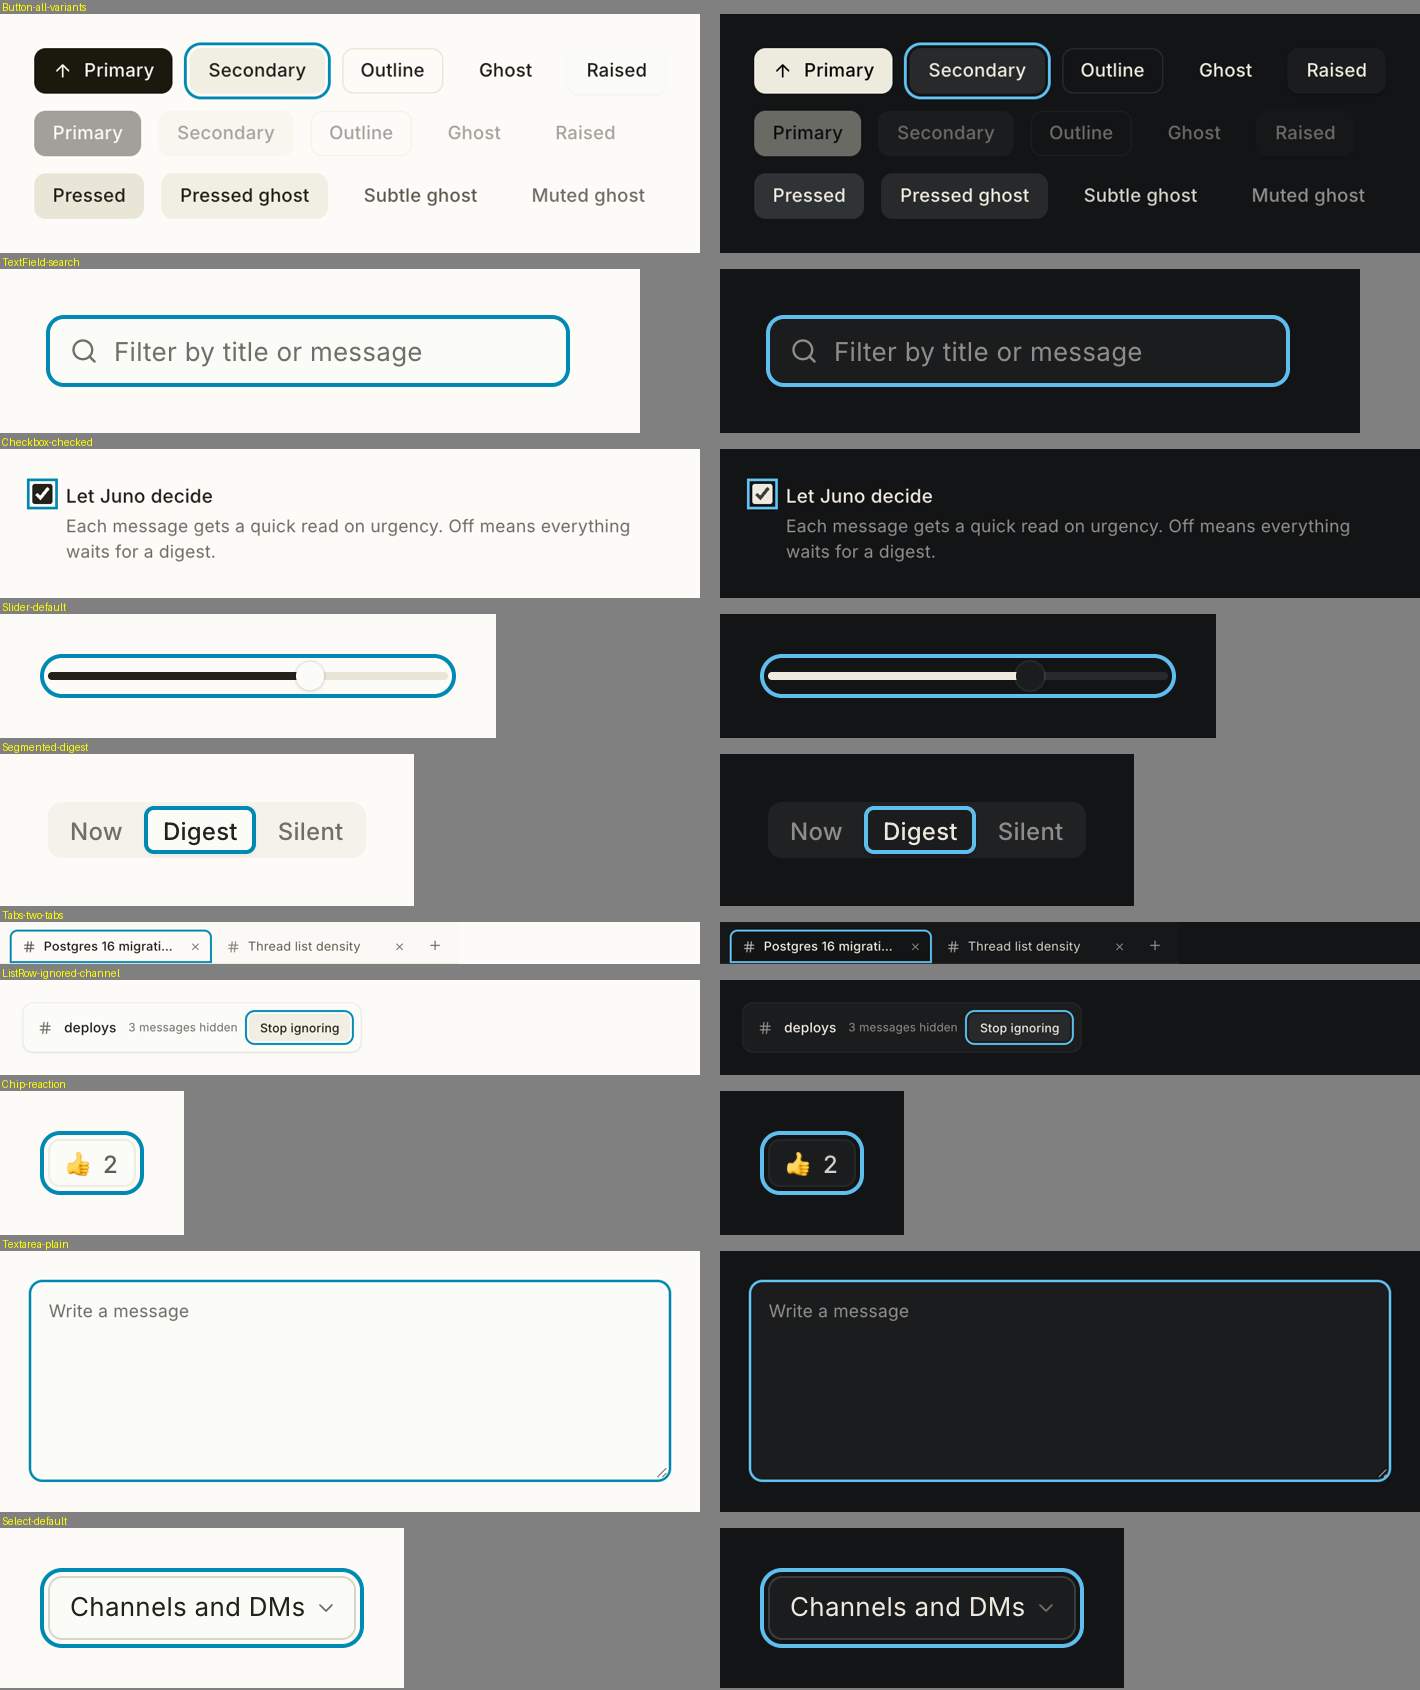 Button-all-variants
Primary Secondary Outline Ghost Raised Primary Secondary Outline Ghost Raised
Primary Secondary Outline Ghost Raised Primary Secondary Outline Ghost Raised
Pressed Pressed ghost Subtle ghost Muted ghost Pressed Pressed ghost Subtle ghost Muted ghost
TextField-search
Filter by title or message Filter by title or message
Checkbox-checked
Let Juno decide Let Juno decide
Each message gets a quick read on urgency. Off means everything Each message gets a quick read on urgency. Off means everything
waits for a digest. waits for a digest.
Slider-default
Segmented-digest
Now Digest Silent Now Digest Silent
Tabs-two-tabs
# Postgres 16 migrati... × # Thread list density × + # Postgres 16 migrati... × # Thread list density × +
ListRow-ignored-channel
# deploys 3 messages hidden Stop ignoring # deploys 3 messages hidden Stop ignoring
Chip-reaction
👍 2 👍 2
Textarea-plain
Write a message Write a message
Select-default
Channels and DMs Channels and DMs